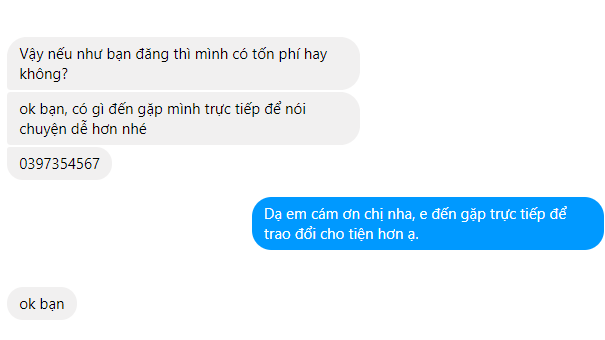 Vậy nếu như bạn đăng thì mình có tốn phí hay
không?
ok bạn, có gì đến gặp mình trực tiếp để nói
chuyện dễ hơn nhé
0397354567
Dạ em cám ơn chị nha, e đến gặp trực tiếp để
trao đổi cho tiện hơn ạ.
ok bạn